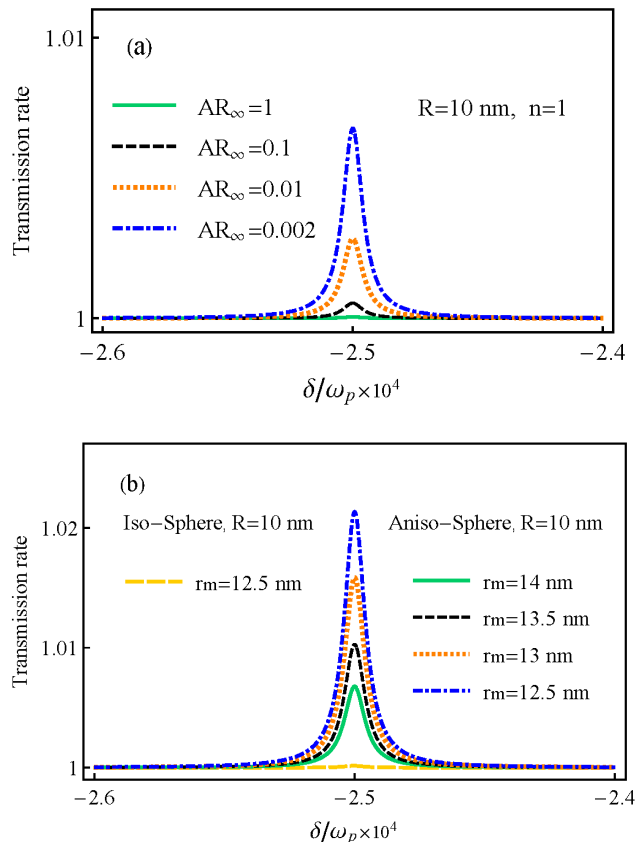 (a)
1.01
AR∞=1
AR∞=0.1
AR∞=0.01
AR∞=0.002
R=10 nm, n=1
Transmission rate
1
−2.6
−2.5
−2.4
δ/ωp×10⁴
(b)
1.02
Iso−Sphere, R=10 nm
Aniso−Sphere, R=10 nm
rm=12.5 nm
rm=14 nm
rm=13.5 nm
rm=13 nm
rm=12.5 nm
Transmission rate
1.01
1
−2.6
−2.5
−2.4
δ/ωp×10⁴